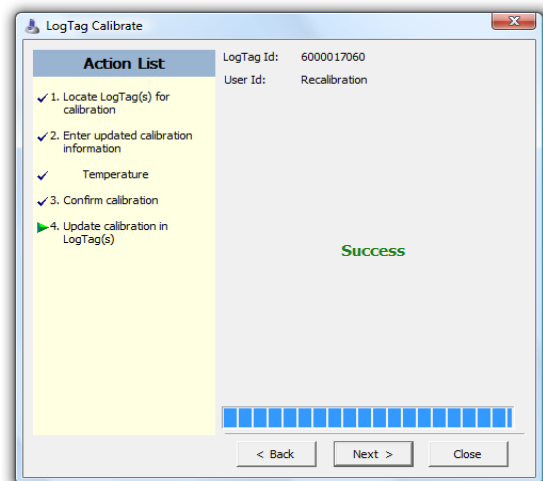 LogTag Calibrate
Action List
1. Locate LogTag(s) for
calibration
2. Enter updated calibration
information
Temperature
3. Confirm calibration
4. Update calibration in
LogTag(s)
LogTag Id: 6000017060
User Id: Recalibration
Success
< Back
Next >
Close